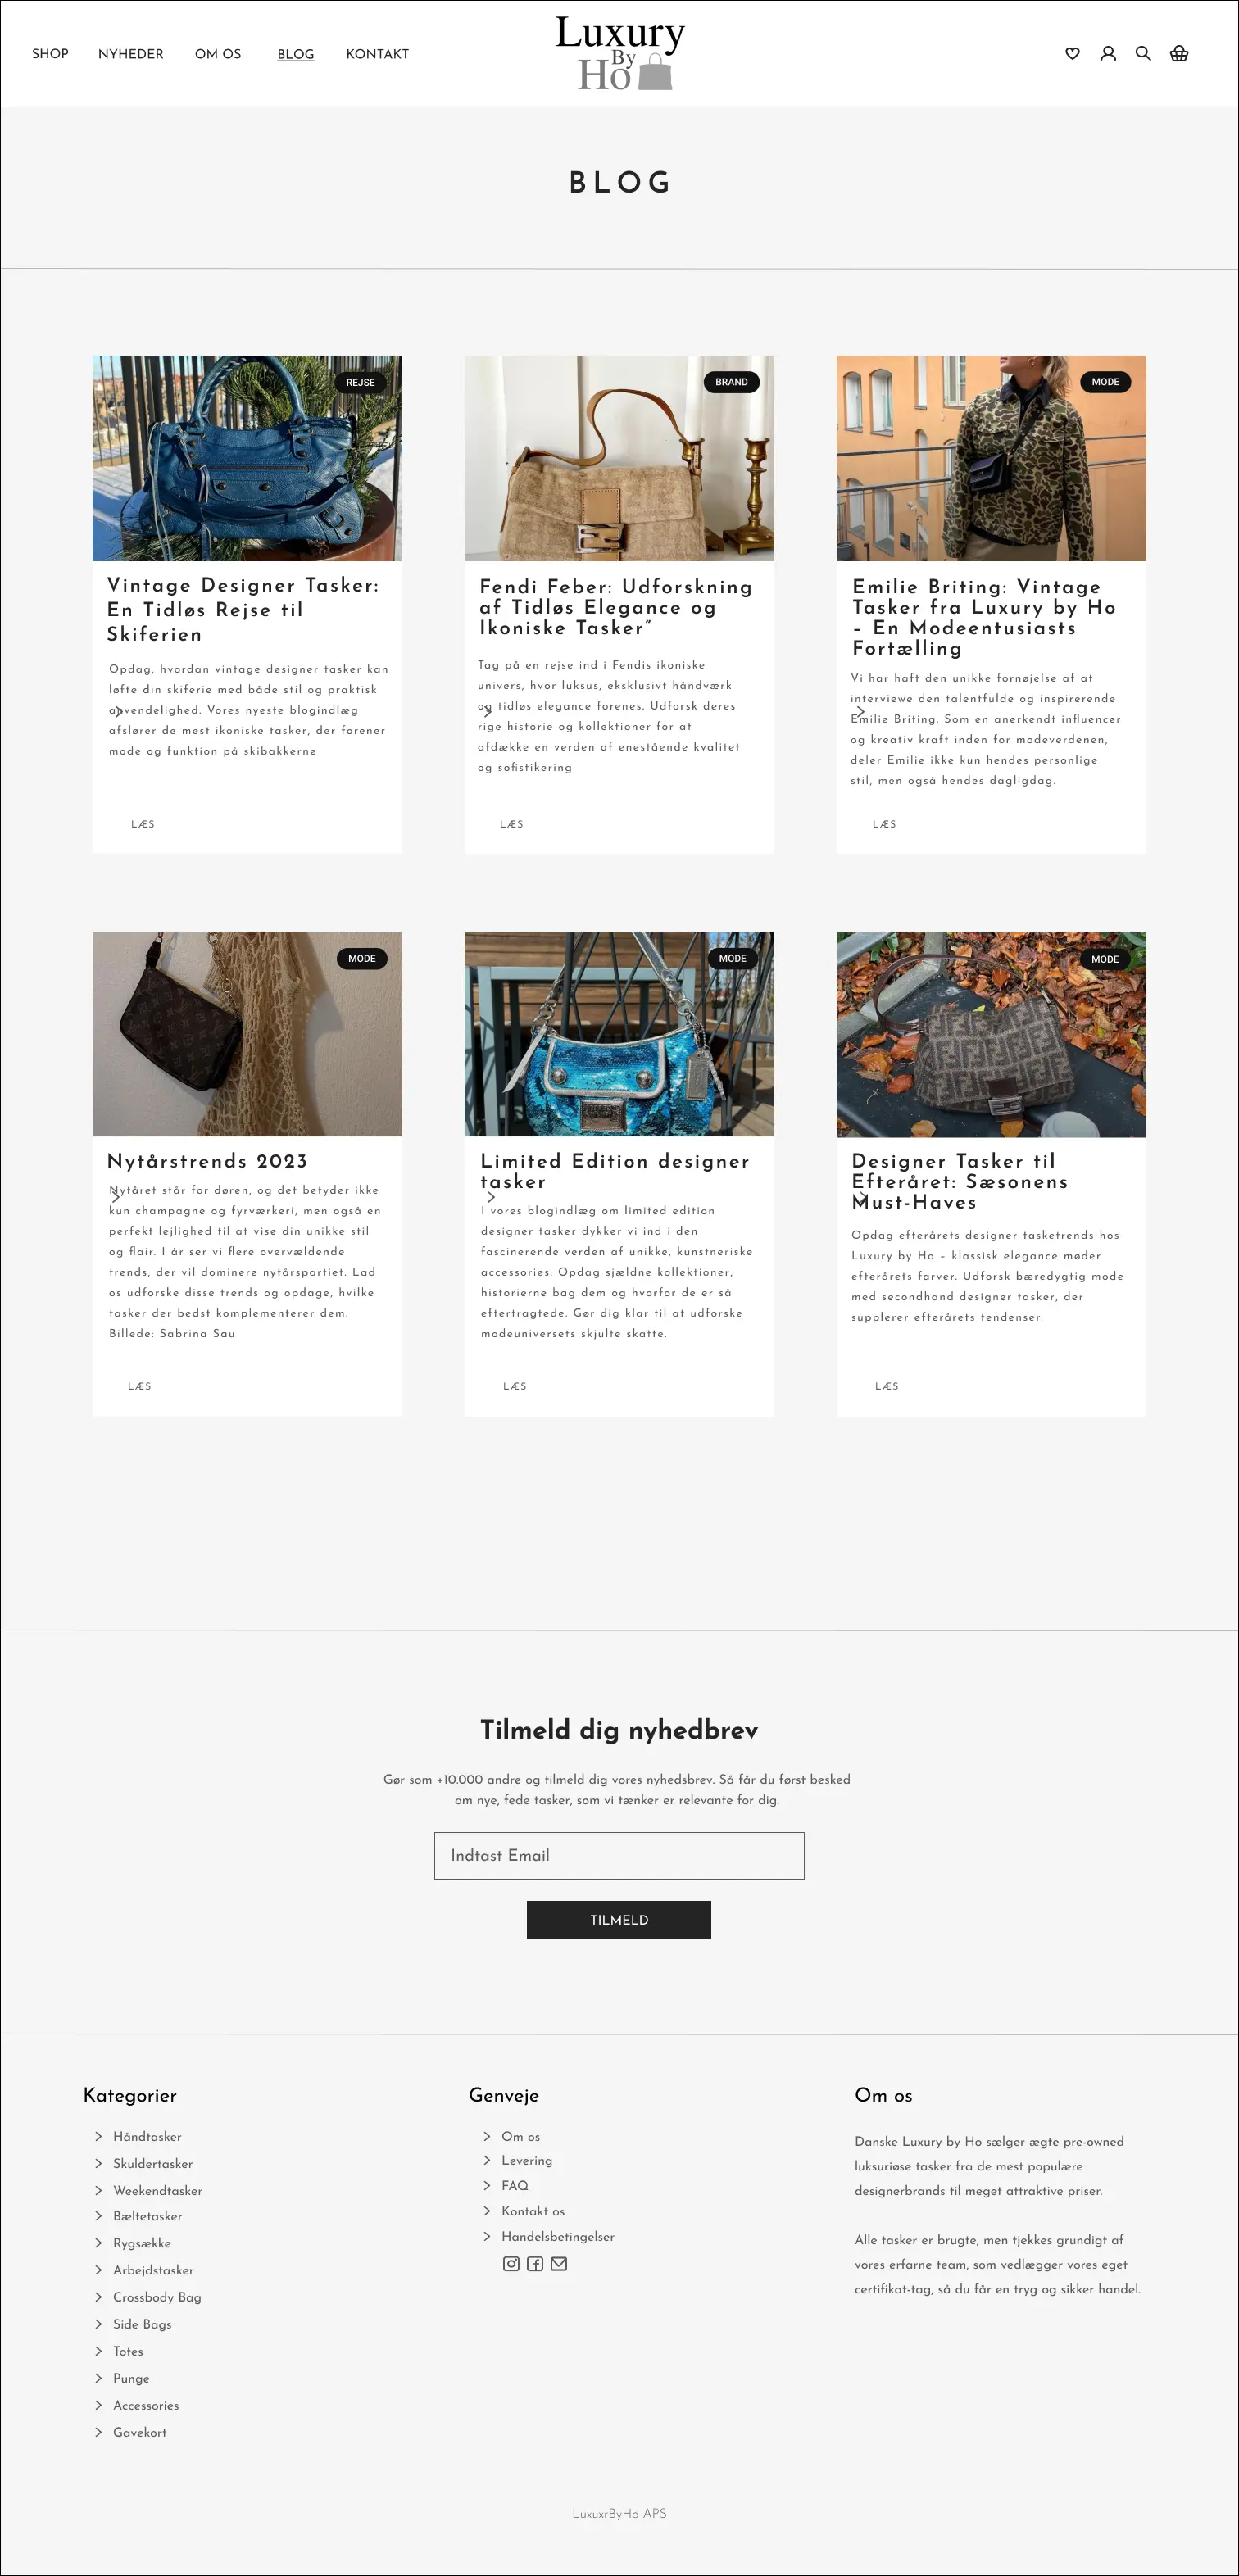 SHOP NYHEDER OM OS BLOG KONTAKT
Luxury
By
Ho
BLOG
REJSE
Vintage Designer Tasker:
En Tidløs Rejse til
Skiferien
Opdag, hvordan vintage designer tasker kan
løfte din skiferie med både stil og praktisk
anvendelighed. Vores nyeste blogindlæg
afslører de mest ikoniske tasker, der forener
mode og funktion på skibakkerne
LÆS
BRAND
Fendi Feber: Udforskning
af Tidløs Elegance og
Ikoniske Tasker”
Tag på en rejse ind i Fendis ikoniske
univers, hvor luksus, eksklusivt håndværk
og tidløs elegance forenes. Udforsk deres
rige historie og kollektioner for at
afdække en verden af enestående kvalitet
og sofistikering
LÆS
MODE
Emilie Briting: Vintage
Tasker fra Luxury by Ho
– En Modeentusiasts
Fortælling
Vi har haft den unikke fornøjelse af at
interviewe den talentfulde og inspirerende
Emilie Briting. Som en anerkendt influencer
og kreativ kraft inden for modeverdenen,
deler Emilie ikke kun hendes personlige
stil, men også hendes dagligdag.
LÆS
MODE
Nytårstrends 2023
Nytåret står for døren, og det betyder ikke
kun champagne og fyrværkeri, men også en
perfekt lejlighed til at vise din unikke stil
og flair. I år ser vi flere overvældende
trends, der vil dominere nytårspartiet. Lad
os udforske disse trends og opdage, hvilke
tasker der bedst komplementerer dem.
Billede: Sabrina Sau
LÆS
MODE
Limited Edition designer
tasker
I vores blogindlæg om limited edition
designer tasker dykker vi ind i den
fascinerende verden af unikke, kunstneriske
accessories. Opdag sjældne kollektioner,
historierne bag dem og hvorfor de er så
eftertragtede. Gør dig klar til at udforske
modeuniversets skjulte skatte.
LÆS
MODE
Designer Tasker til
Efteråret: Sæsonens
Must-Haves
Opdag efterårets designer tasketrends hos
Luxury by Ho – klassisk elegance møder
efterårets farver. Udforsk bæredygtig mode
med secondhand designer tasker, der
supplerer efterårets tendenser.
LÆS
Tilmeld dig nyhedbrev
Gør som +10.000 andre og tilmeld dig vores nyhedsbrev. Så får du først besked
om nye, fede tasker, som vi tænker er relevante for dig.
Indtast Email
TILMELD
Kategorier
Håndtasker
Skuldertasker
Weekendtasker
Bæltetasker
Rygsække
Arbejdstasker
Crossbody Bag
Side Bags
Totes
Punge
Accessories
Gavekort
Genveje
Om os
Levering
FAQ
Kontakt os
Handelsbetingelser
Om os
Danske Luxury by Ho sælger ægte pre-owned
luksuriøse tasker fra de mest populære
designerbrands til meget attraktive priser.
Alle tasker er brugte, men tjekkes grundigt af
vores erfarne team, som vedlægger vores eget
certifikat-tag, så du får en tryg og sikker handel.
LuxuxrByHo APS